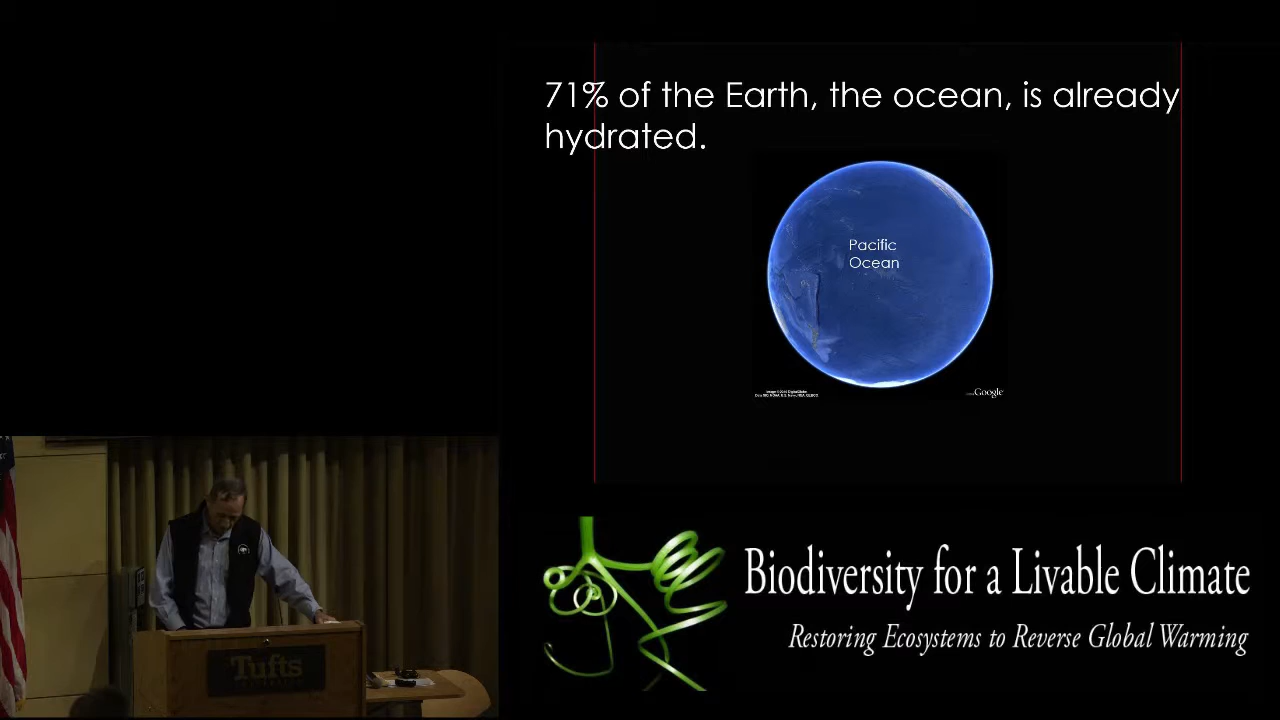 71% of the Earth, the ocean, is already
hydrated.
Pacific
Ocean
Google
Tufts
Biodiversity for a Livable Climate
Restoring Ecosystems to Reverse Global Warming